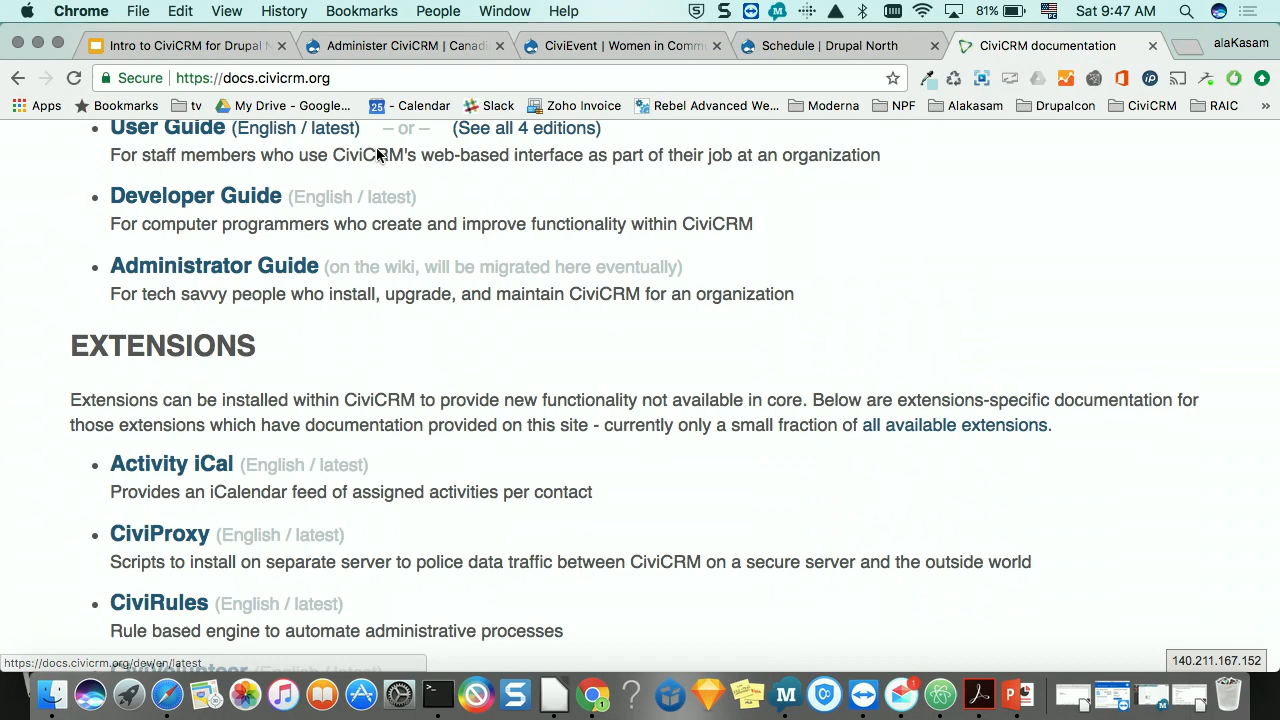 Chrome File Edit View History Bookmarks People Window Help 81% Sat 9:47 AM
Intro to CiviCRM for Drupal N Administer CiviCRM | Canadi CiviEvent | Women in Commu Schedule | Drupal North CiviCRM documentation alaKasam
Secure https://docs.civicrm.org
Apps Bookmarks tv My Drive - Google... 25 - Calendar Slack Zoho Invoice Rebel Advanced We... Moderna NPF Alakasam Drupalcon CiviCRM RAIC »
• User Guide (English / latest) – or – (See all 4 editions)
For staff members who use CiviCRM's web-based interface as part of their job at an organization
• Developer Guide (English / latest)
For computer programmers who create and improve functionality within CiviCRM
• Administrator Guide (on the wiki, will be migrated here eventually)
For tech savvy people who install, upgrade, and maintain CiviCRM for an organization
EXTENSIONS
Extensions can be installed within CiviCRM to provide new functionality not available in core. Below are extensions-specific documentation for
those extensions which have documentation provided on this site - currently only a small fraction of all available extensions.
• Activity iCal (English / latest)
Provides an iCalendar feed of assigned activities per contact
• CiviProxy (English / latest)
Scripts to install on separate server to police data traffic between CiviCRM on a secure server and the outside world
• CiviRules (English / latest)
Rule based engine to automate administrative processes
https://docs.civicrm.org/dev/en/latest
CiviVolunteer (English / latest)
140.211.167.152